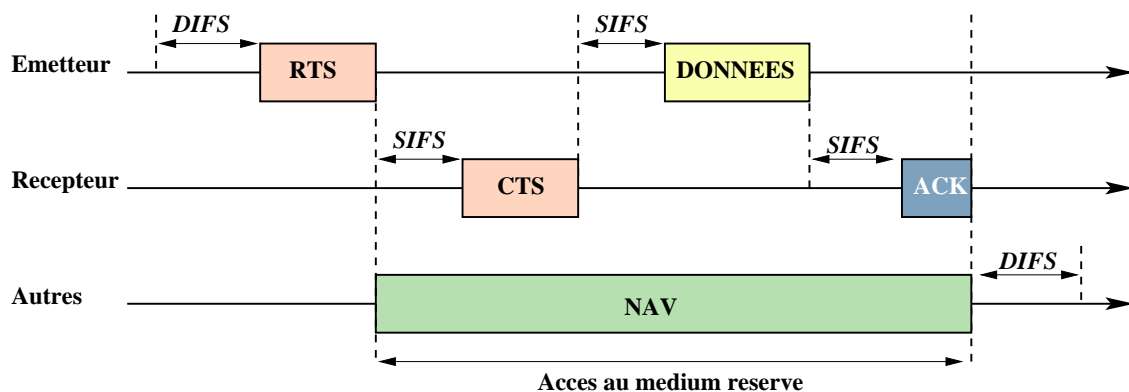 DIFS
SIFS
Emetteur
RTS
DONNEES
SIFS
SIFS
Recepteur
CTS
ACK
DIFS
Autres
NAV
Acces au medium reserve